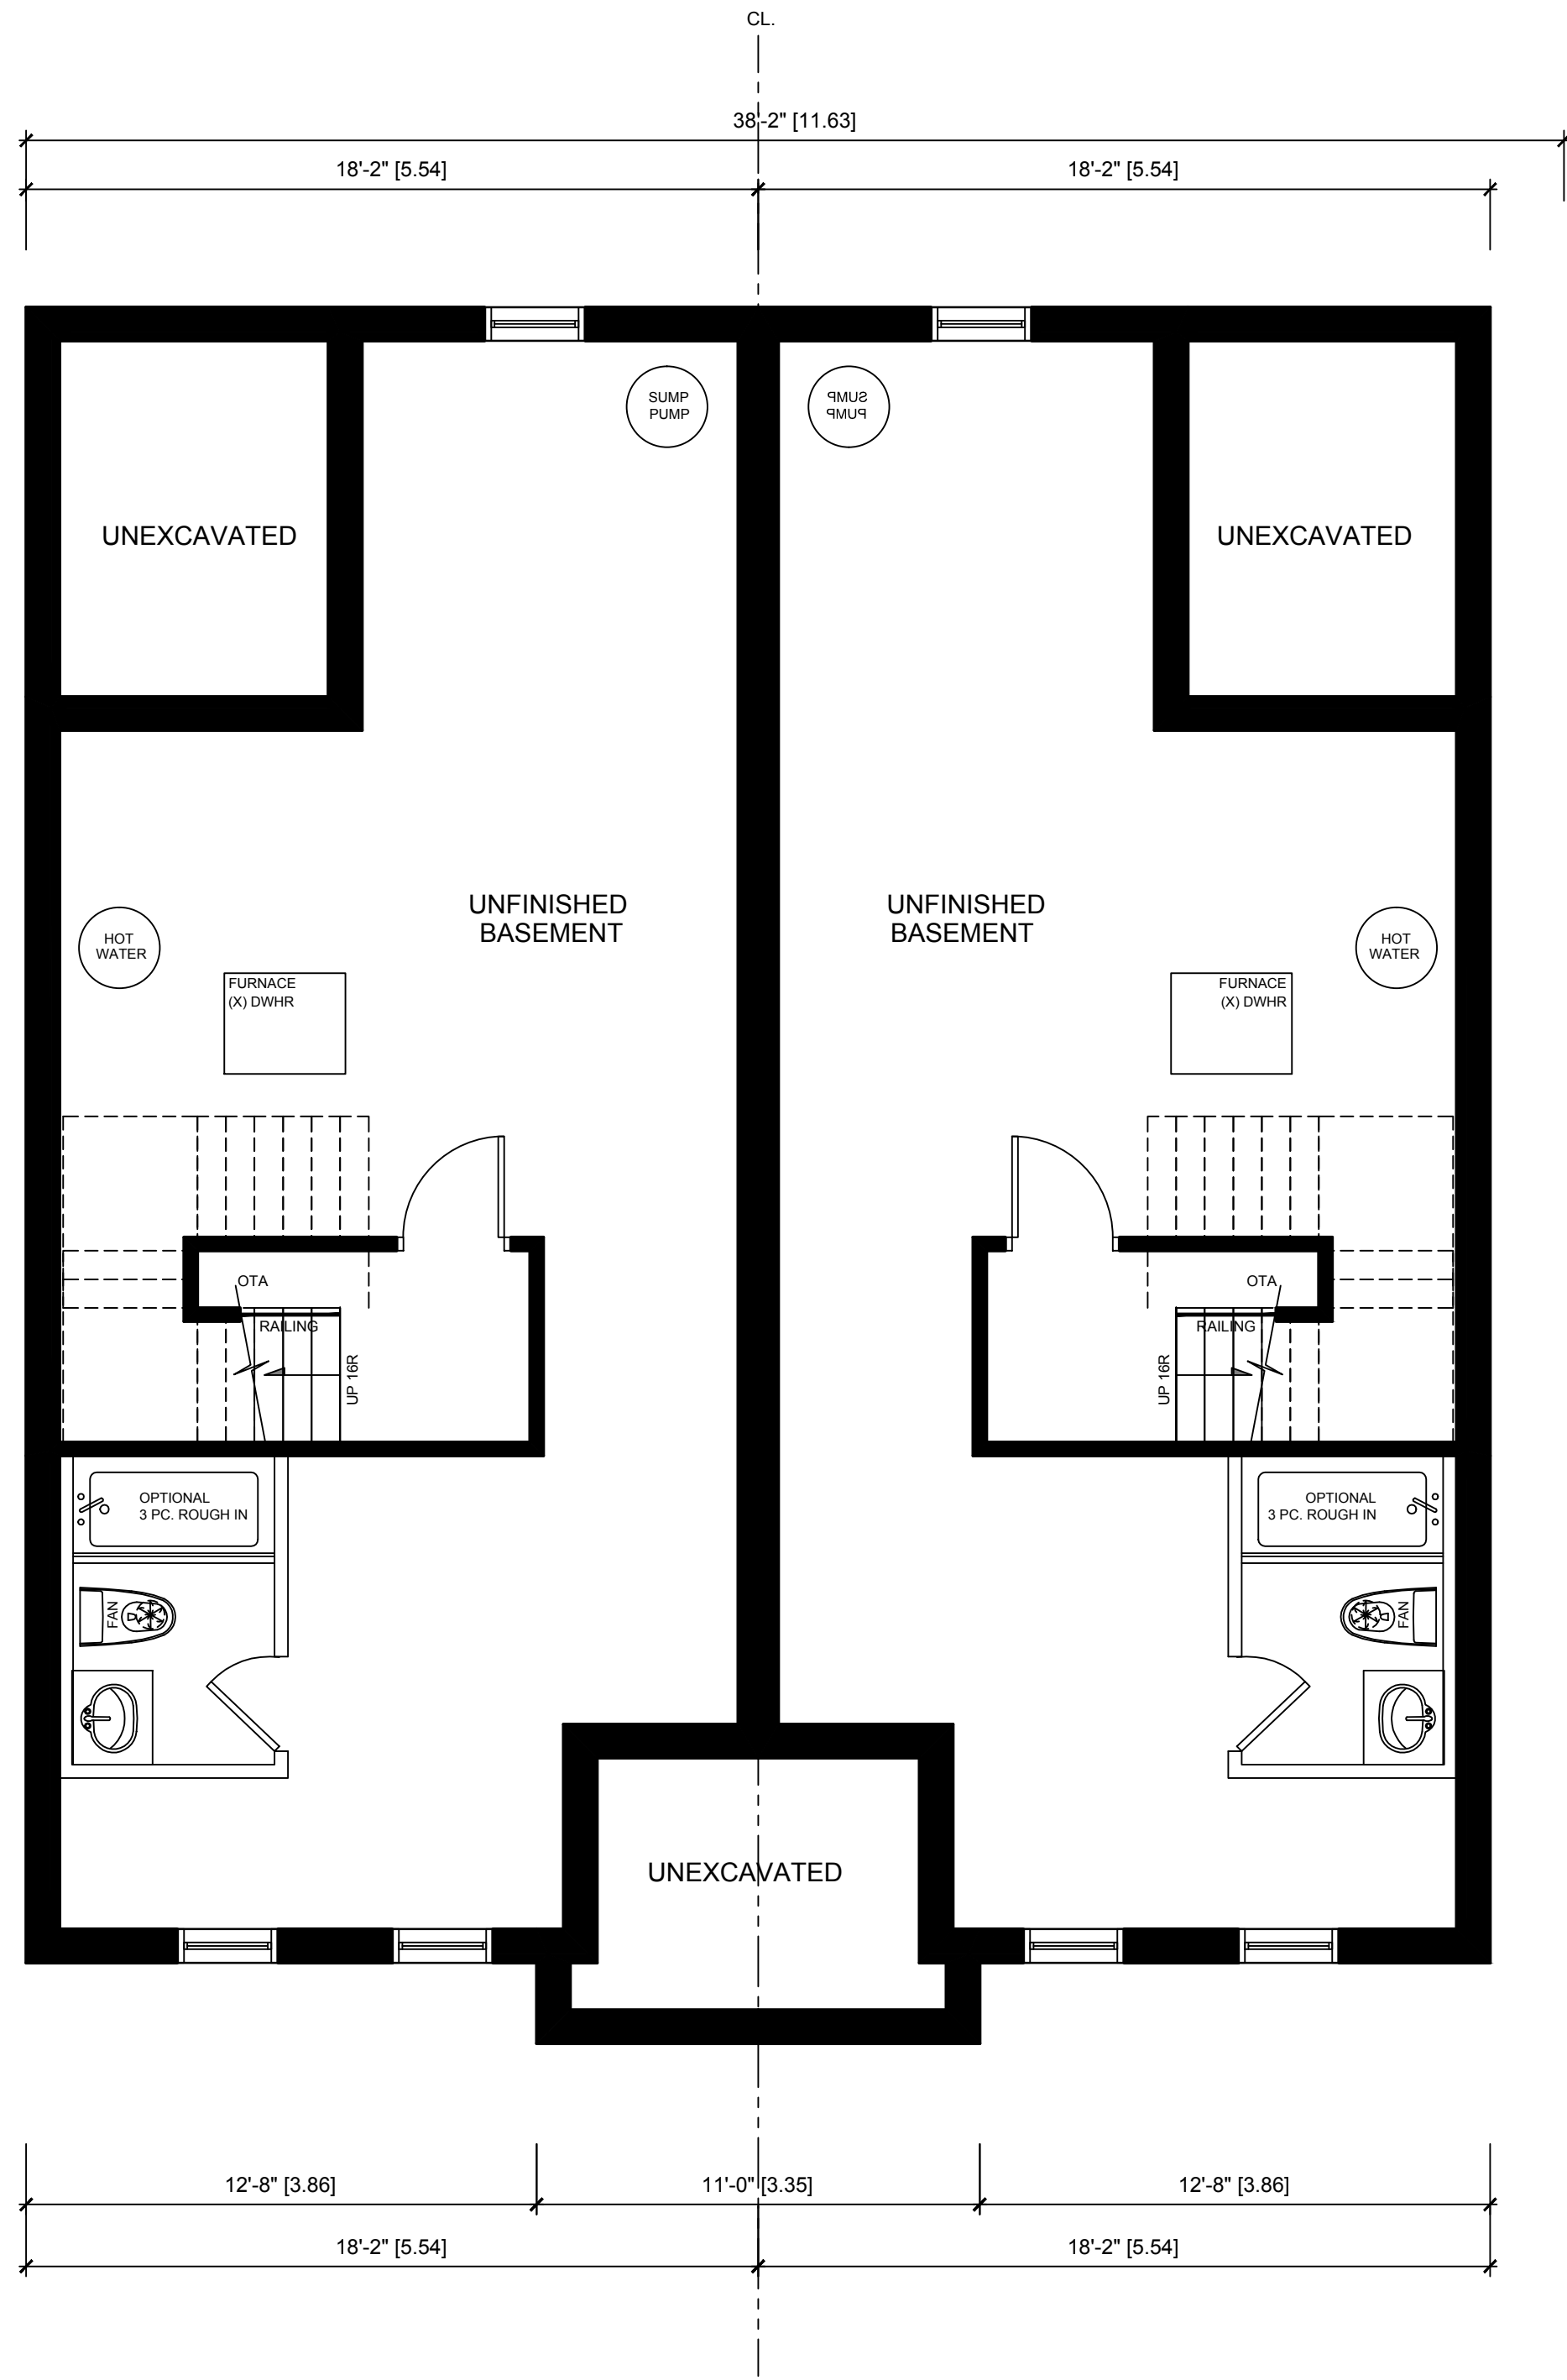 CL.
38'-2" [11.63]
18'-2" [5.54]
18'-2" [5.54]
SUMP
PUMP
SUMP
PUMP
UNEXCAVATED
UNEXCAVATED
UNFINISHED
BASEMENT
UNFINISHED
BASEMENT
HOT
WATER
HOT
WATER
FURNACE
(X) DWHR
FURNACE
(X) DWHR
OTA
OTA
RAILING
RAILING
UP 16R
UP 16R
OPTIONAL
3 PC. ROUGH IN
OPTIONAL
3 PC. ROUGH IN
FAN
D
D
FAN
UNEXCAVATED
12'-8" [3.86]
11'-0" [3.35]
12'-8" [3.86]
18'-2" [5.54]
18'-2" [5.54]